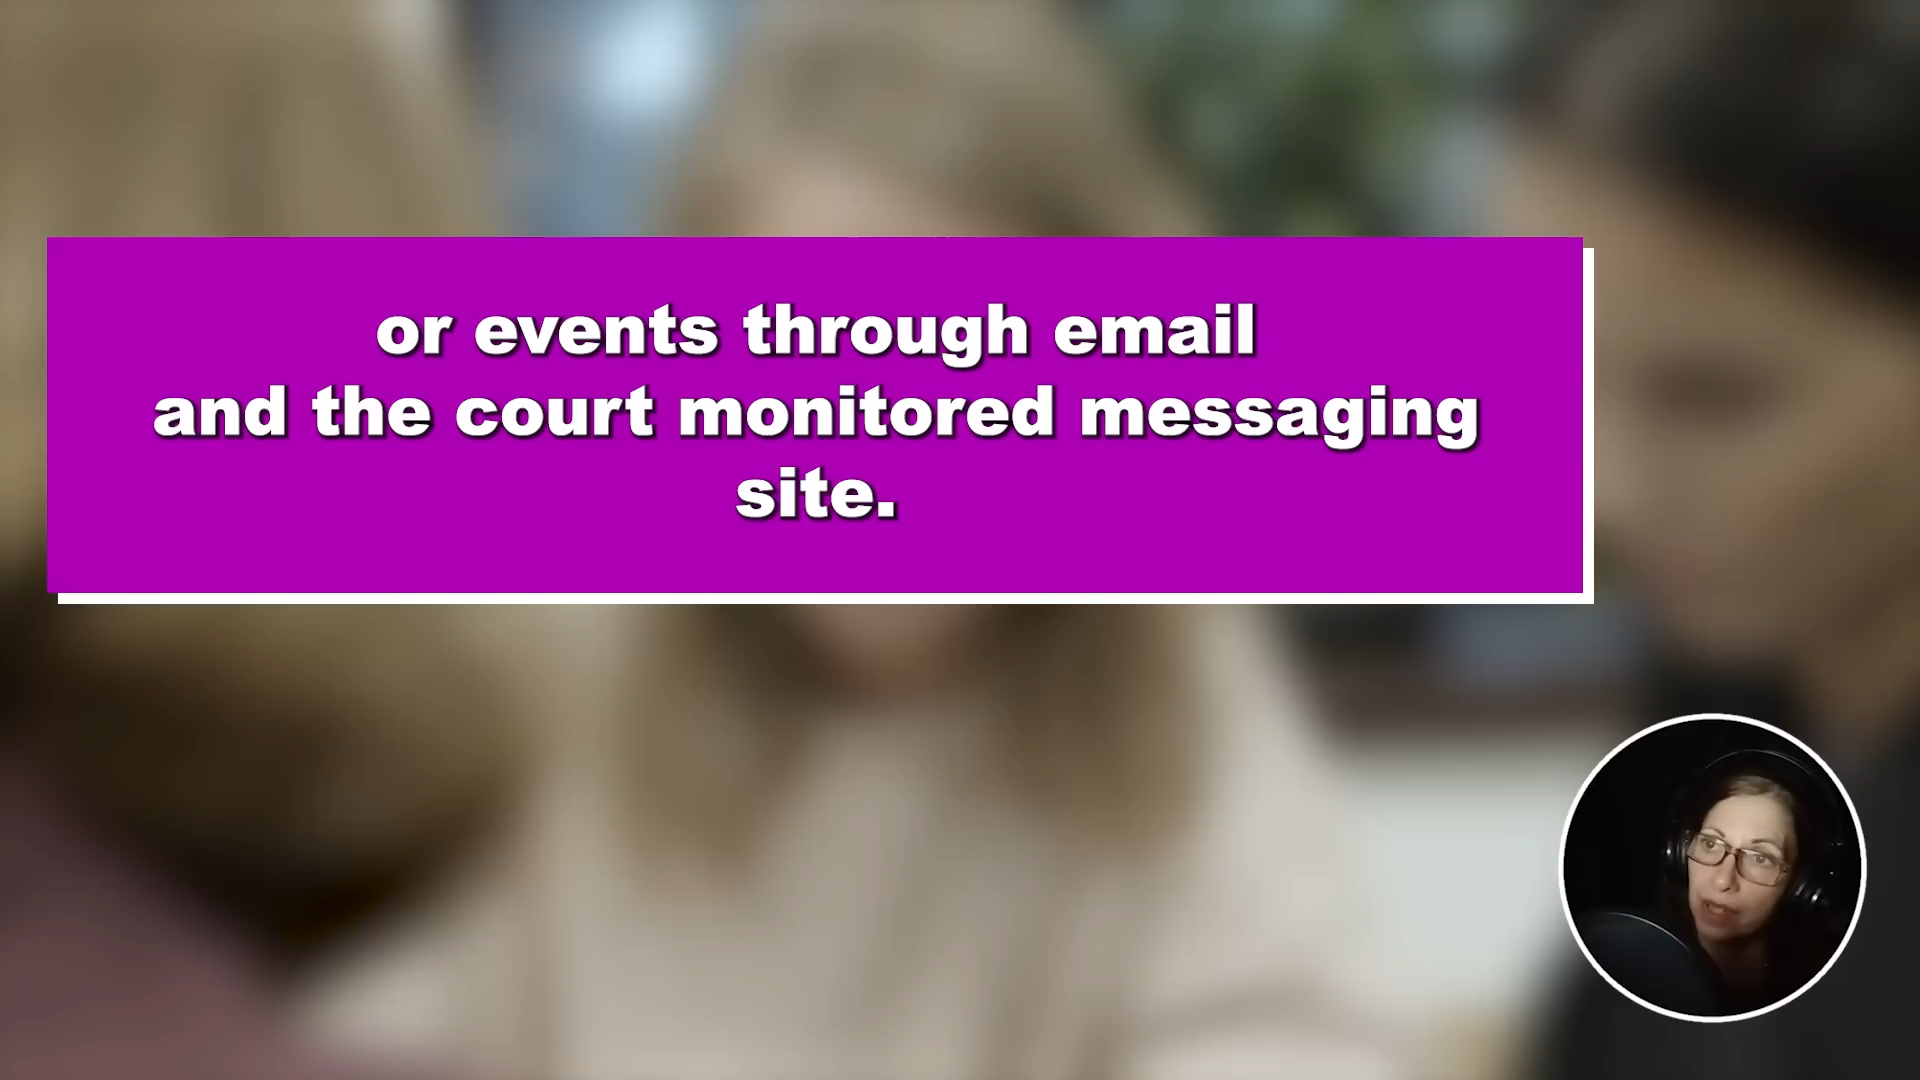 or events through email
and the court monitored messaging
site.